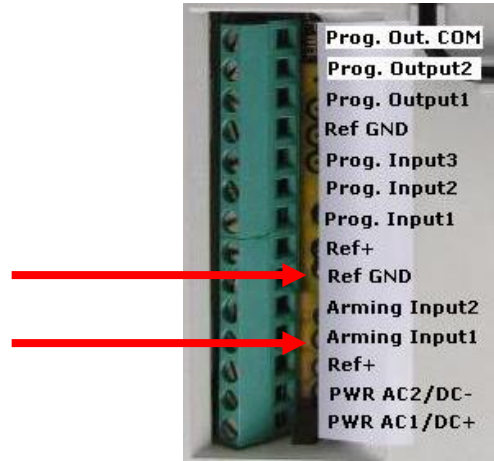 Prog. Out. COM
Prog. Output2
Prog. Output1
Ref GND
Prog. Input3
Prog. Input2
Prog. Input1
Ref+
Ref GND
Arming Input2
Arming Input1
Ref+
PWR AC2/DC-
PWR AC1/DC+